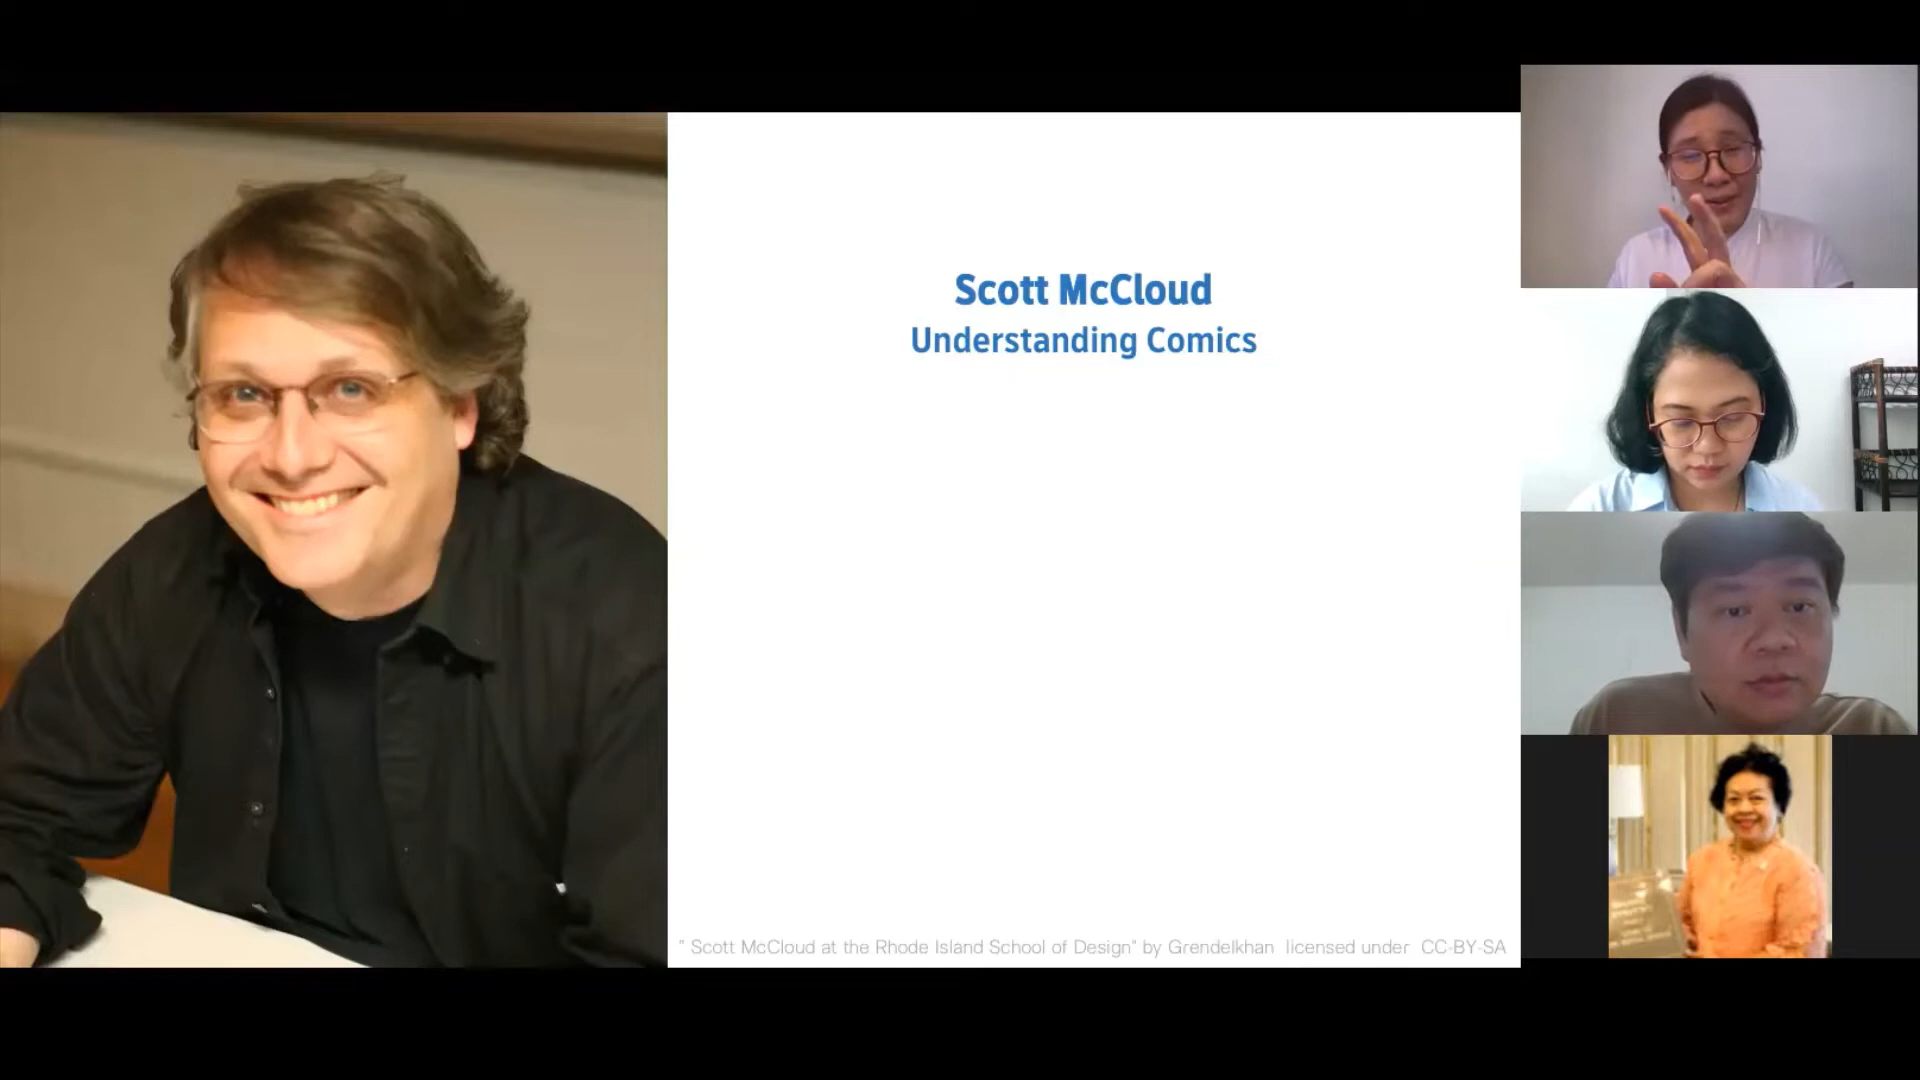 Scott McCloud
Understanding Comics
" Scott McCloud at the Rhode Island School of Design" by Grendelkhan licensed under CC-BY-SA